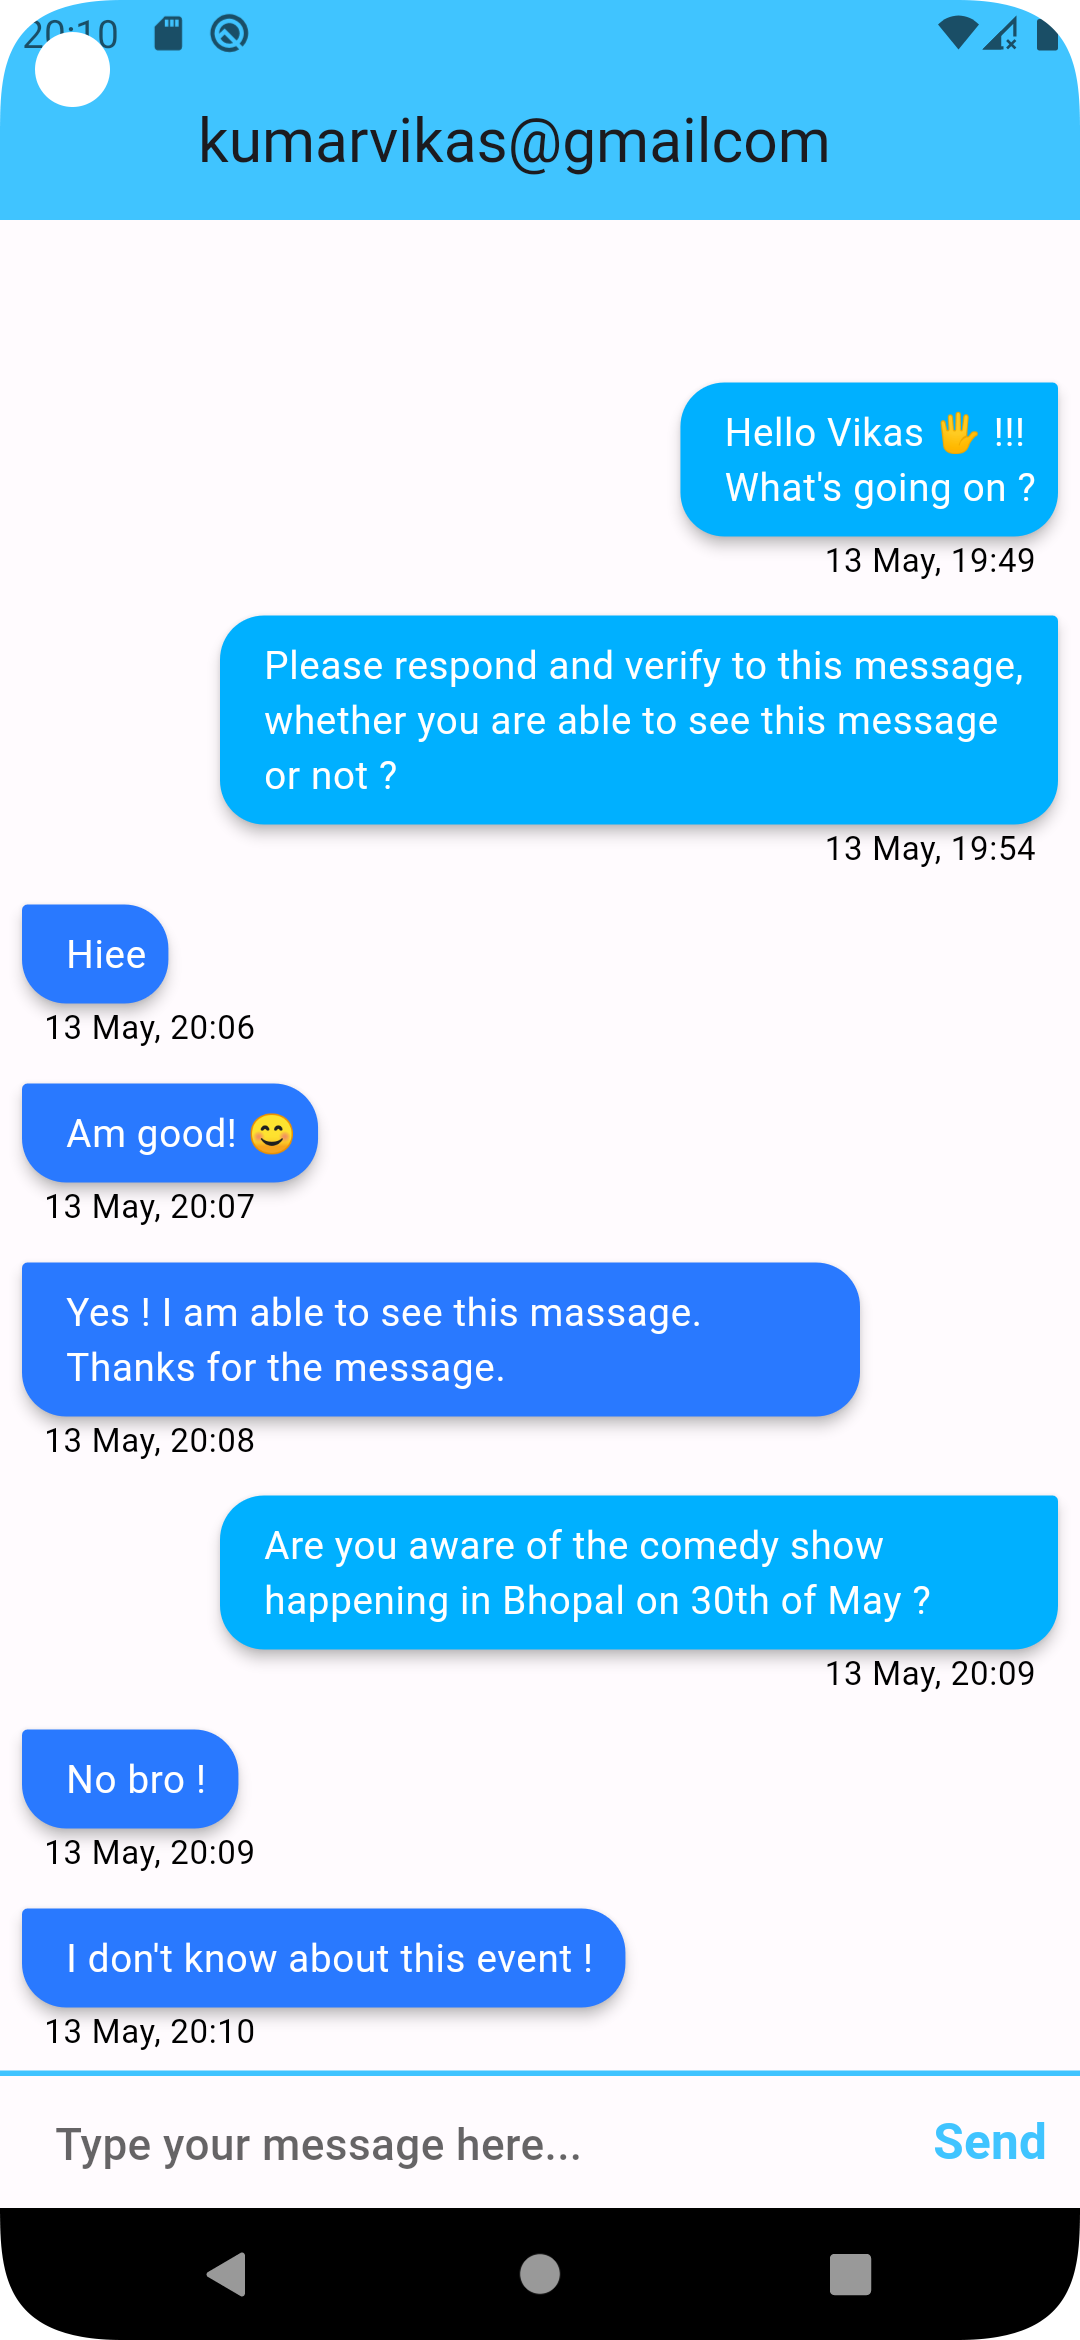 20:10
kumarvikas@gmailcom
Hello Vikas 🖐 !!!
What's going on ?
13 May, 19:49
Please respond and verify to this message,
whether you are able to see this message
or not ?
13 May, 19:54
Hiee
13 May, 20:06
Am good! 😊
13 May, 20:07
Yes ! I am able to see this massage.
Thanks for the message.
13 May, 20:08
Are you aware of the comedy show
happening in Bhopal on 30th of May ?
13 May, 20:09
No bro !
13 May, 20:09
I don't know about this event !
13 May, 20:10
Type your message here...
Send